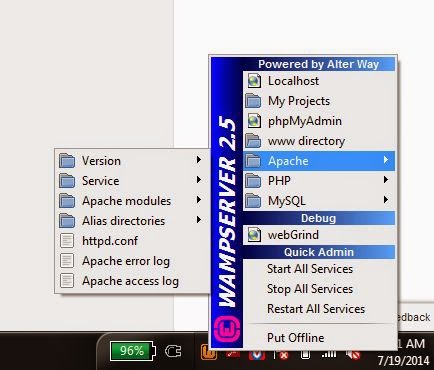 Powered by Alter Way
Localhost
My Projects
phpMyAdmin
www directory
Apache
PHP
MySQL
Debug
webGrind
Quick Admin
Start All Services
Stop All Services
Restart All Services
Put Offline
WAMPSERVER 2.5
Version
Service
Apache modules
Alias directories
httpd.conf
Apache error log
Apache access log
96%
AM
7/19/2014